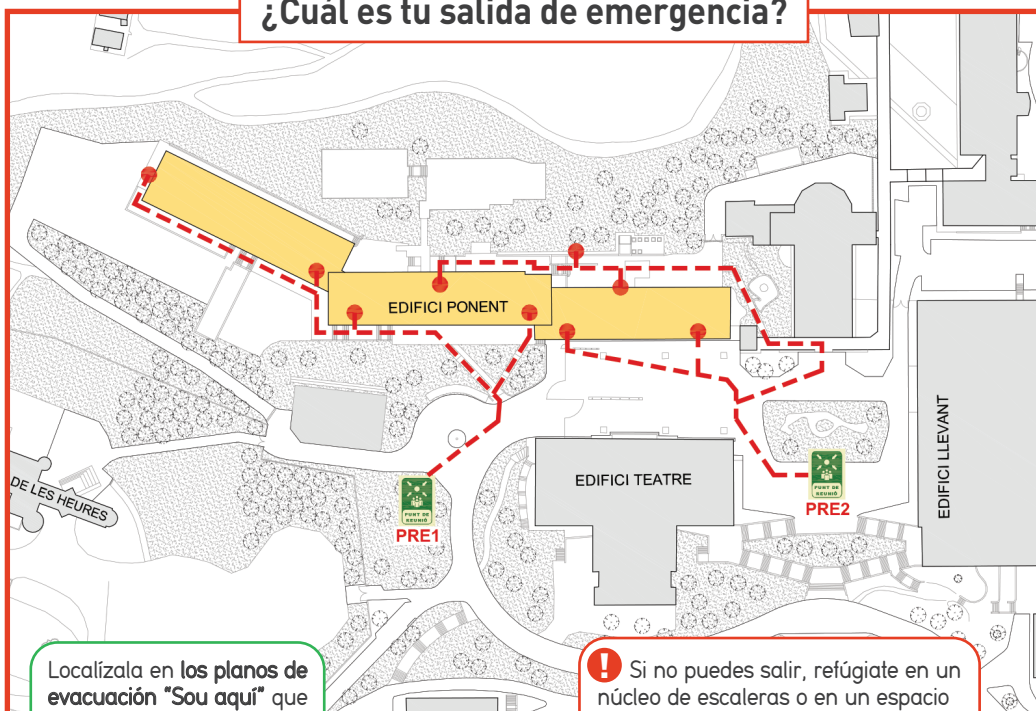 ¿Cuál es tu salida de emergencia?
EDIFICI PONENT
EDIFICI LLEVANT
EDIFICI TEATRE
DE LES HEURES
PUNT DE
REUNIÓ
PRE1
PUNT DE
REUNIÓ
PRE2
Localízala en los planos de
evacuación "Sou aquí" que
! Si no puedes salir, refúgiate en un
núcleo de escaleras o en un espacio